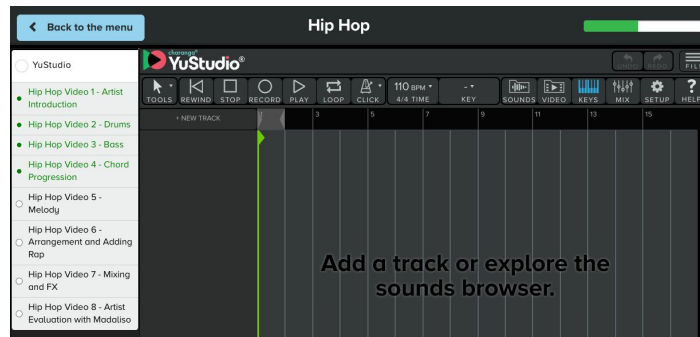 Back to the menu
Hip Hop
YuStudio
Hip Hop Video 1 - Artist
Introduction
Hip Hop Video 2 - Drums
Hip Hop Video 3 - Bass
Hip Hop Video 4 - Chord
Progression
Hip Hop Video 5 -
Melody
Hip Hop Video 6 -
Arrangement and Adding
Rap
Hip Hop Video 7 - Mixing
and FX
Hip Hop Video 8 - Artist
Evaluation with Madaliso
charanga®
YuStudio®
UNDO REDO FIL
TOOLS REWIND STOP RECORD PLAY LOOP CLICK
110 BPM
4/4 TIME
- KEY
SOUNDS VIDEO KEYS MIX SETUP HELP
+ NEW TRACK
3 5 7 9 11 13 15
Add a track or explore the
sounds browser.